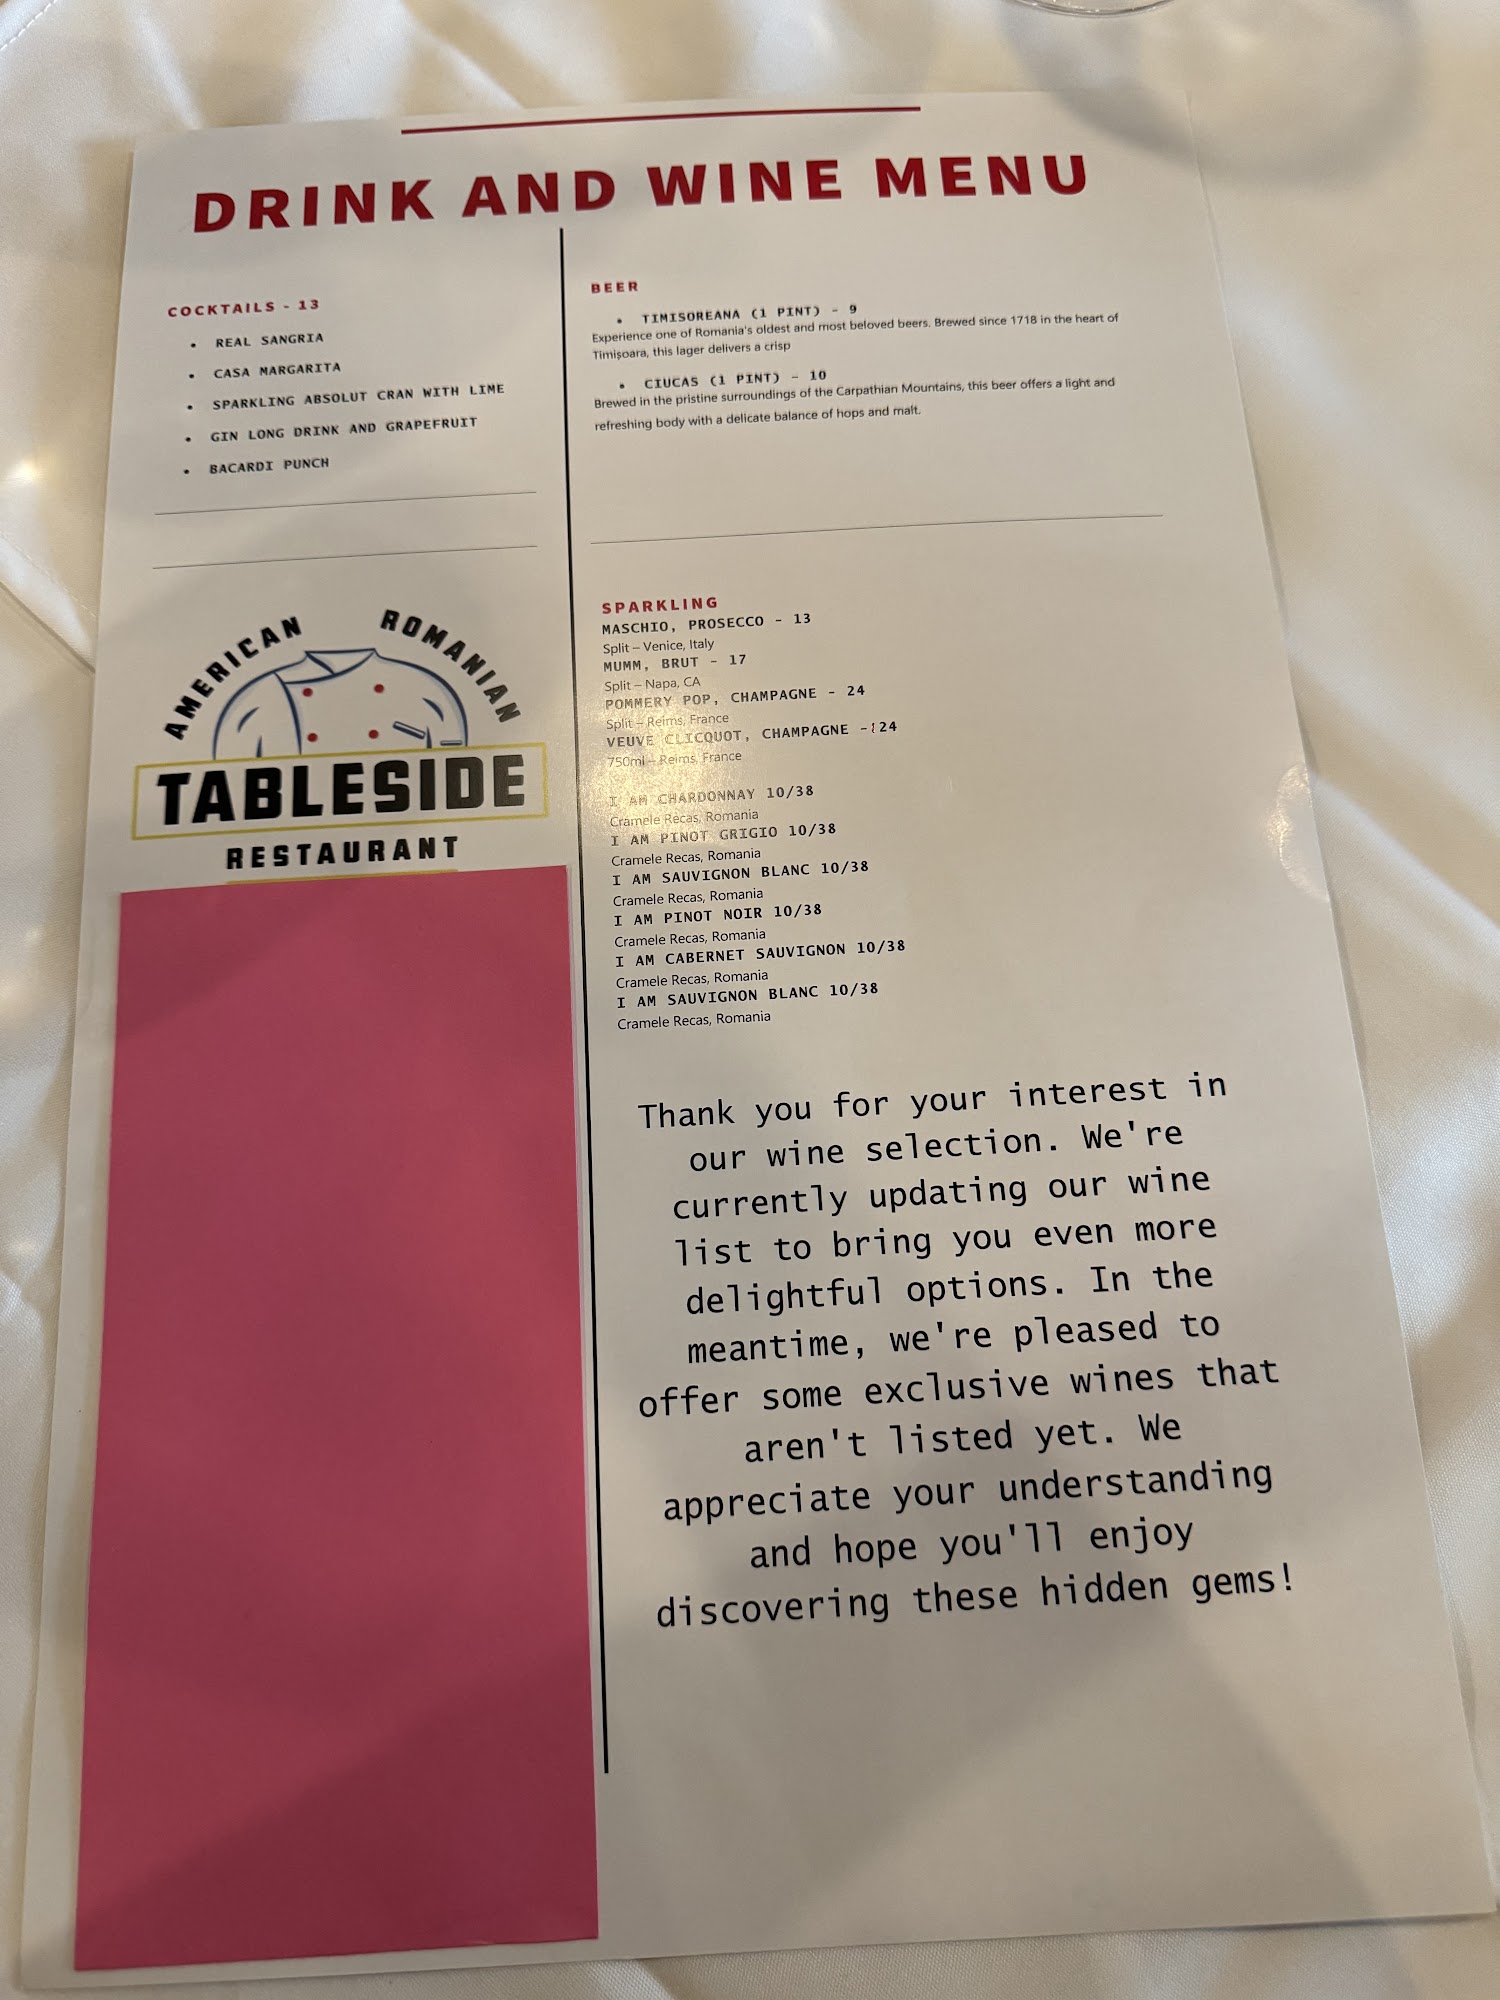 DRINK AND WINE MENU
COCKTAILS - 13
• REAL SANGRIA
• CASA MARGARITA
• SPARKLING ABSOLUT CRAN WITH LIME
• GIN LONG DRINK AND GRAPEFRUIT
• BACARDI PUNCH
AMERICAN ROMANIAN
TABLESIDE
RESTAURANT
BEER
• TIMISOREANA (1 PINT) - 9
Experience one of Romania's oldest and most beloved beers. Brewed since 1718 in the heart of
Timișoara, this lager delivers a crisp
• CIUCAS (1 PINT) - 10
Brewed in the pristine surroundings of the Carpathian Mountains, this beer offers a light and
refreshing body with a delicate balance of hops and malt.
SPARKLING
MASCHIO, PROSECCO - 13
Split – Venice, Italy
MUMM, BRUT - 17
Split – Napa, CA
POMMERY POP, CHAMPAGNE - 24
Split – Reims, France
VEUVE CLICQUOT, CHAMPAGNE -
750ml – Reims, France
I AM CHARDONNAY 10/38
Cramele Recas, Romania
I AM PINOT GRIGIO 10/38
Cramele Recas, Romania
I AM SAUVIGNON BLANC 10/38
Cramele Recas, Romania
I AM PINOT NOIR 10/38
Cramele Recas, Romania
I AM CABERNET SAUVIGNON 10/38
Cramele Recas, Romania
I AM SAUVIGNON BLANC 10/38
Cramele Recas, Romania
Thank you for your interest in
our wine selection. We're
currently updating our wine
list to bring you even more
delightful options. In the
meantime, we're pleased to
offer some exclusive wines that
aren't listed yet. We
appreciate your understanding
and hope you'll enjoy
discovering these hidden gems!